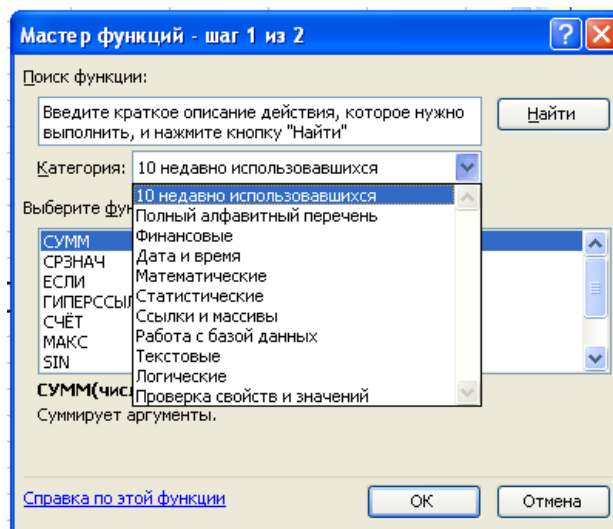 Мастер функций - шаг 1 из 2
Поиск функции:
Введите краткое описание действия, которое нужно
выполнить, и нажмите кнопку "Найти"
Найти
Категория:
10 недавно использовавшихся
10 недавно использовавшихся
Полный алфавитный перечень
Финансовые
Дата и время
Математические
Статистические
Ссылки и массивы
Работа с базой данных
Текстовые
Логические
Проверка свойств и значений
Выберите фун
СУММ
СРЗНАЧ
ЕСЛИ
ГИПЕРССЫЛ
СЧЁТ
МАКС
SIN
СУММ(чис
Суммирует аргументы.
Справка по этой функции
ОК
Отмена